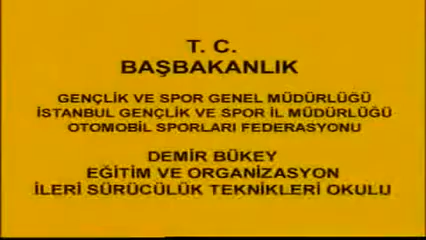 T. C.
BAŞBAKANLIK
GENÇLİK VE SPOR GENEL MÜDÜRLÜĞÜ
İSTANBUL GENÇLİK VE SPOR İL MÜDÜRLÜĞÜ
OTOMOBİL SPORLARI FEDERASYONU
DEMİR BÜKEY
EĞİTİM VE ORGANİZASYON
İLERİ SÜRÜCÜLÜK TEKNİKLERİ OKULU